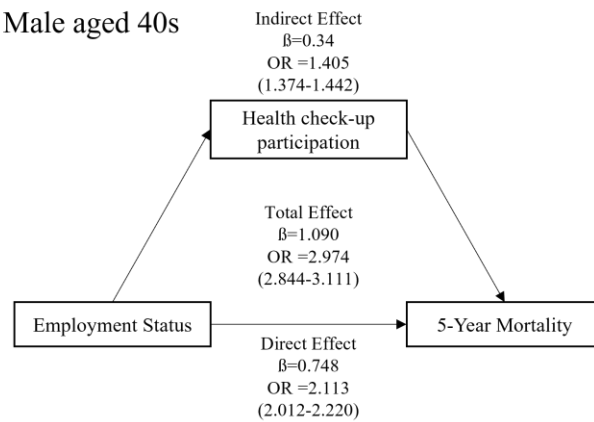 Male aged 40s
Indirect Effect
ß=0.34
OR =1.405
(1.374-1.442)
Health check-up
participation
Total Effect
ß=1.090
OR =2.974
(2.844-3.111)
Employment Status
5-Year Mortality
Direct Effect
ß=0.748
OR =2.113
(2.012-2.220)